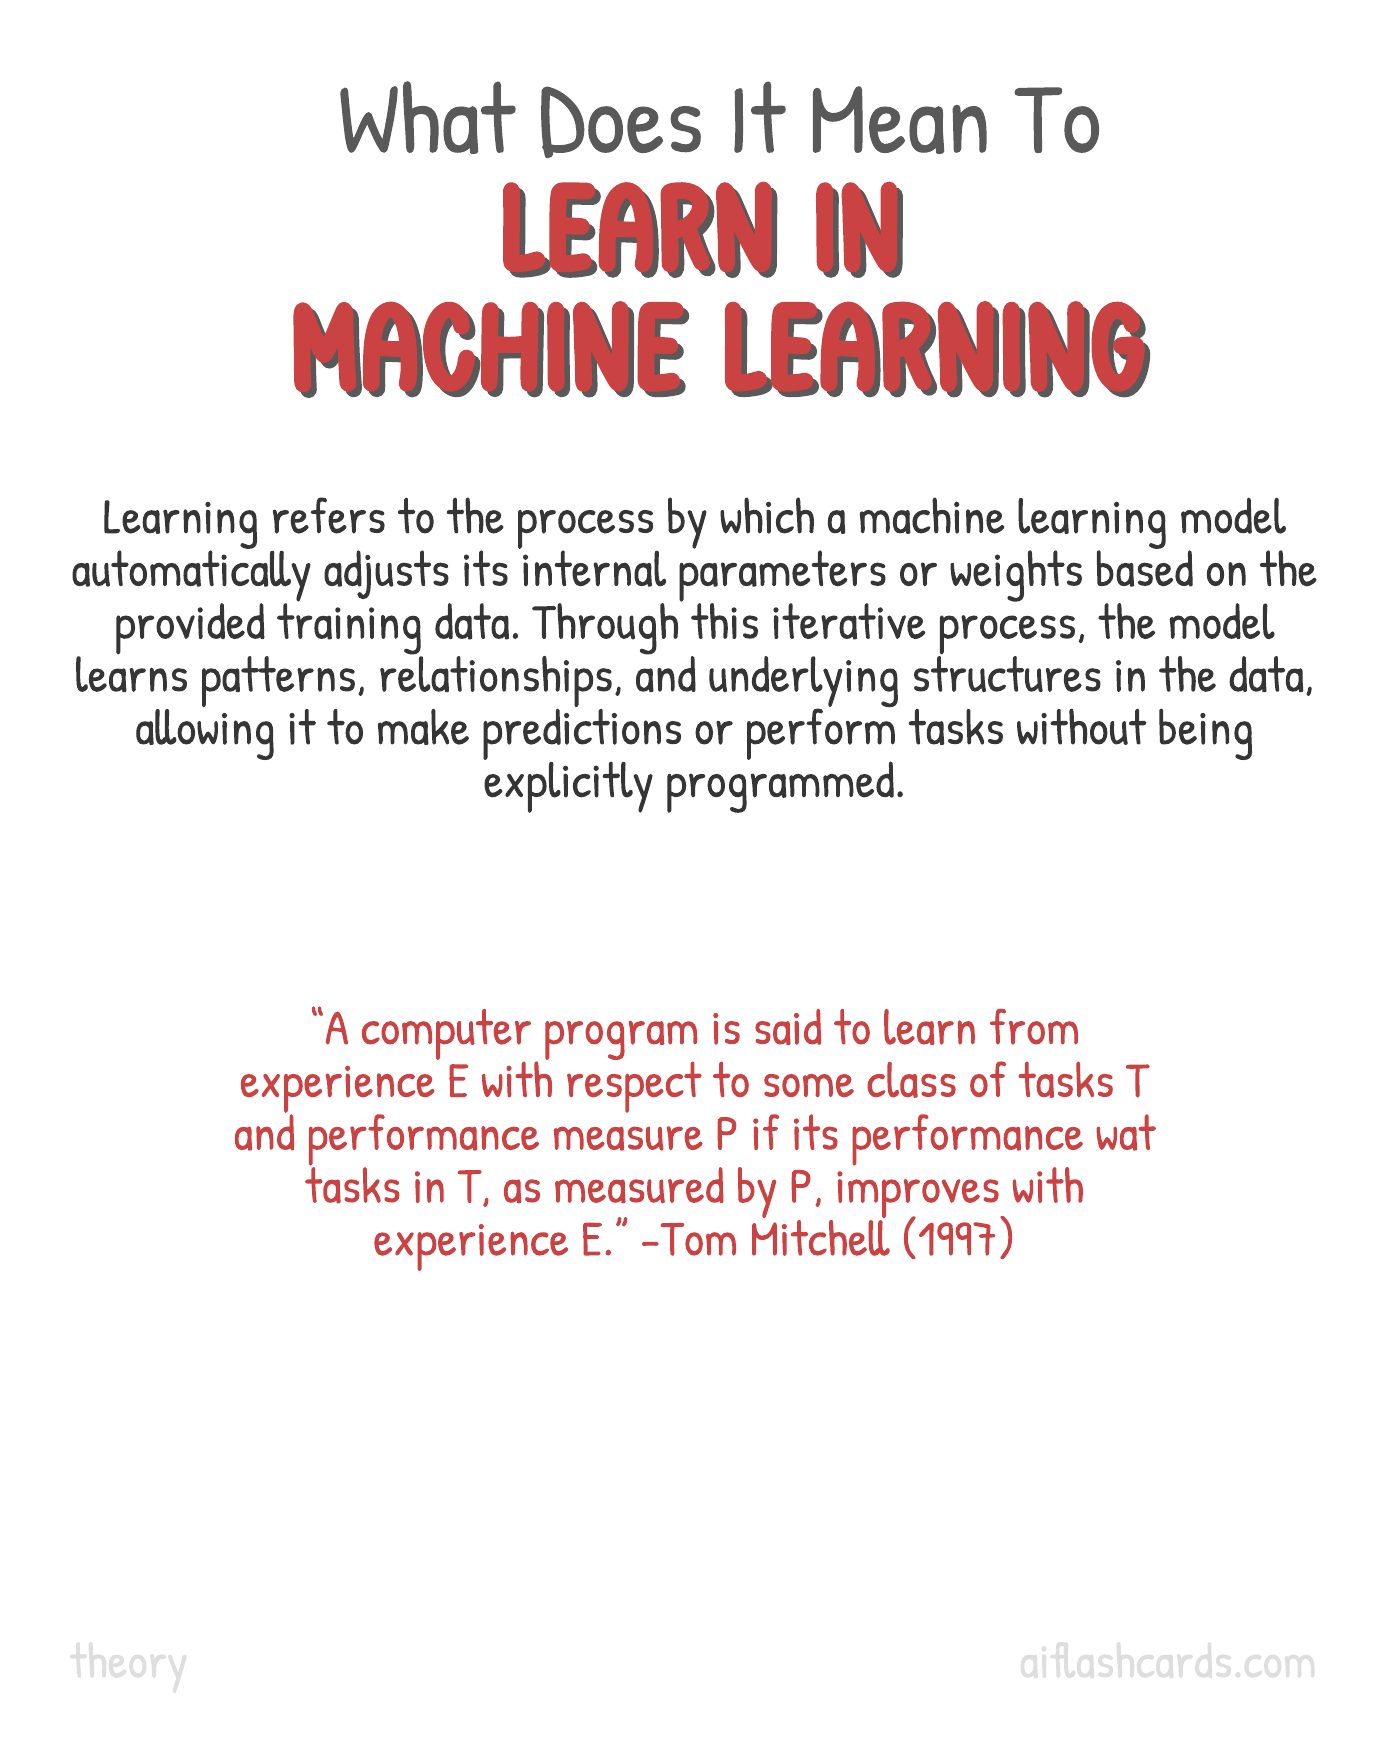 What Does It Mean To
LEARN IN
MACHINE LEARNING
Learning refers to the process by which a machine learning model
automatically adjusts its internal parameters or weights based on the
provided training data. Through this iterative process, the model
learns patterns, relationships, and underlying structures in the data,
allowing it to make predictions or perform tasks without being
explicitly programmed.
“A computer program is said to learn from
experience E with respect to some class of tasks T
and performance measure P if its performance wat
tasks in T, as measured by P, improves with
experience E.” -Tom Mitchell (1997)
theory
aiflashcards.com